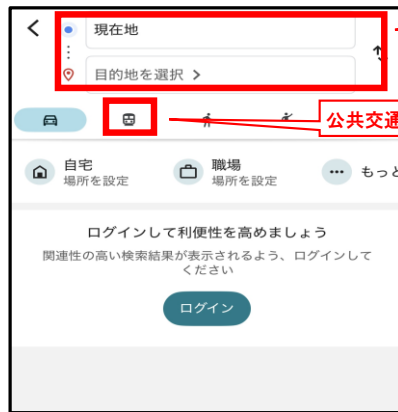 現在地
目的地を選択 >
公共交通
自宅
場所を設定
職場
場所を設定
もっと
ログインして利便性を高めましょう
関連性の高い検索結果が表示されるよう、ログインして
ください
ログイン